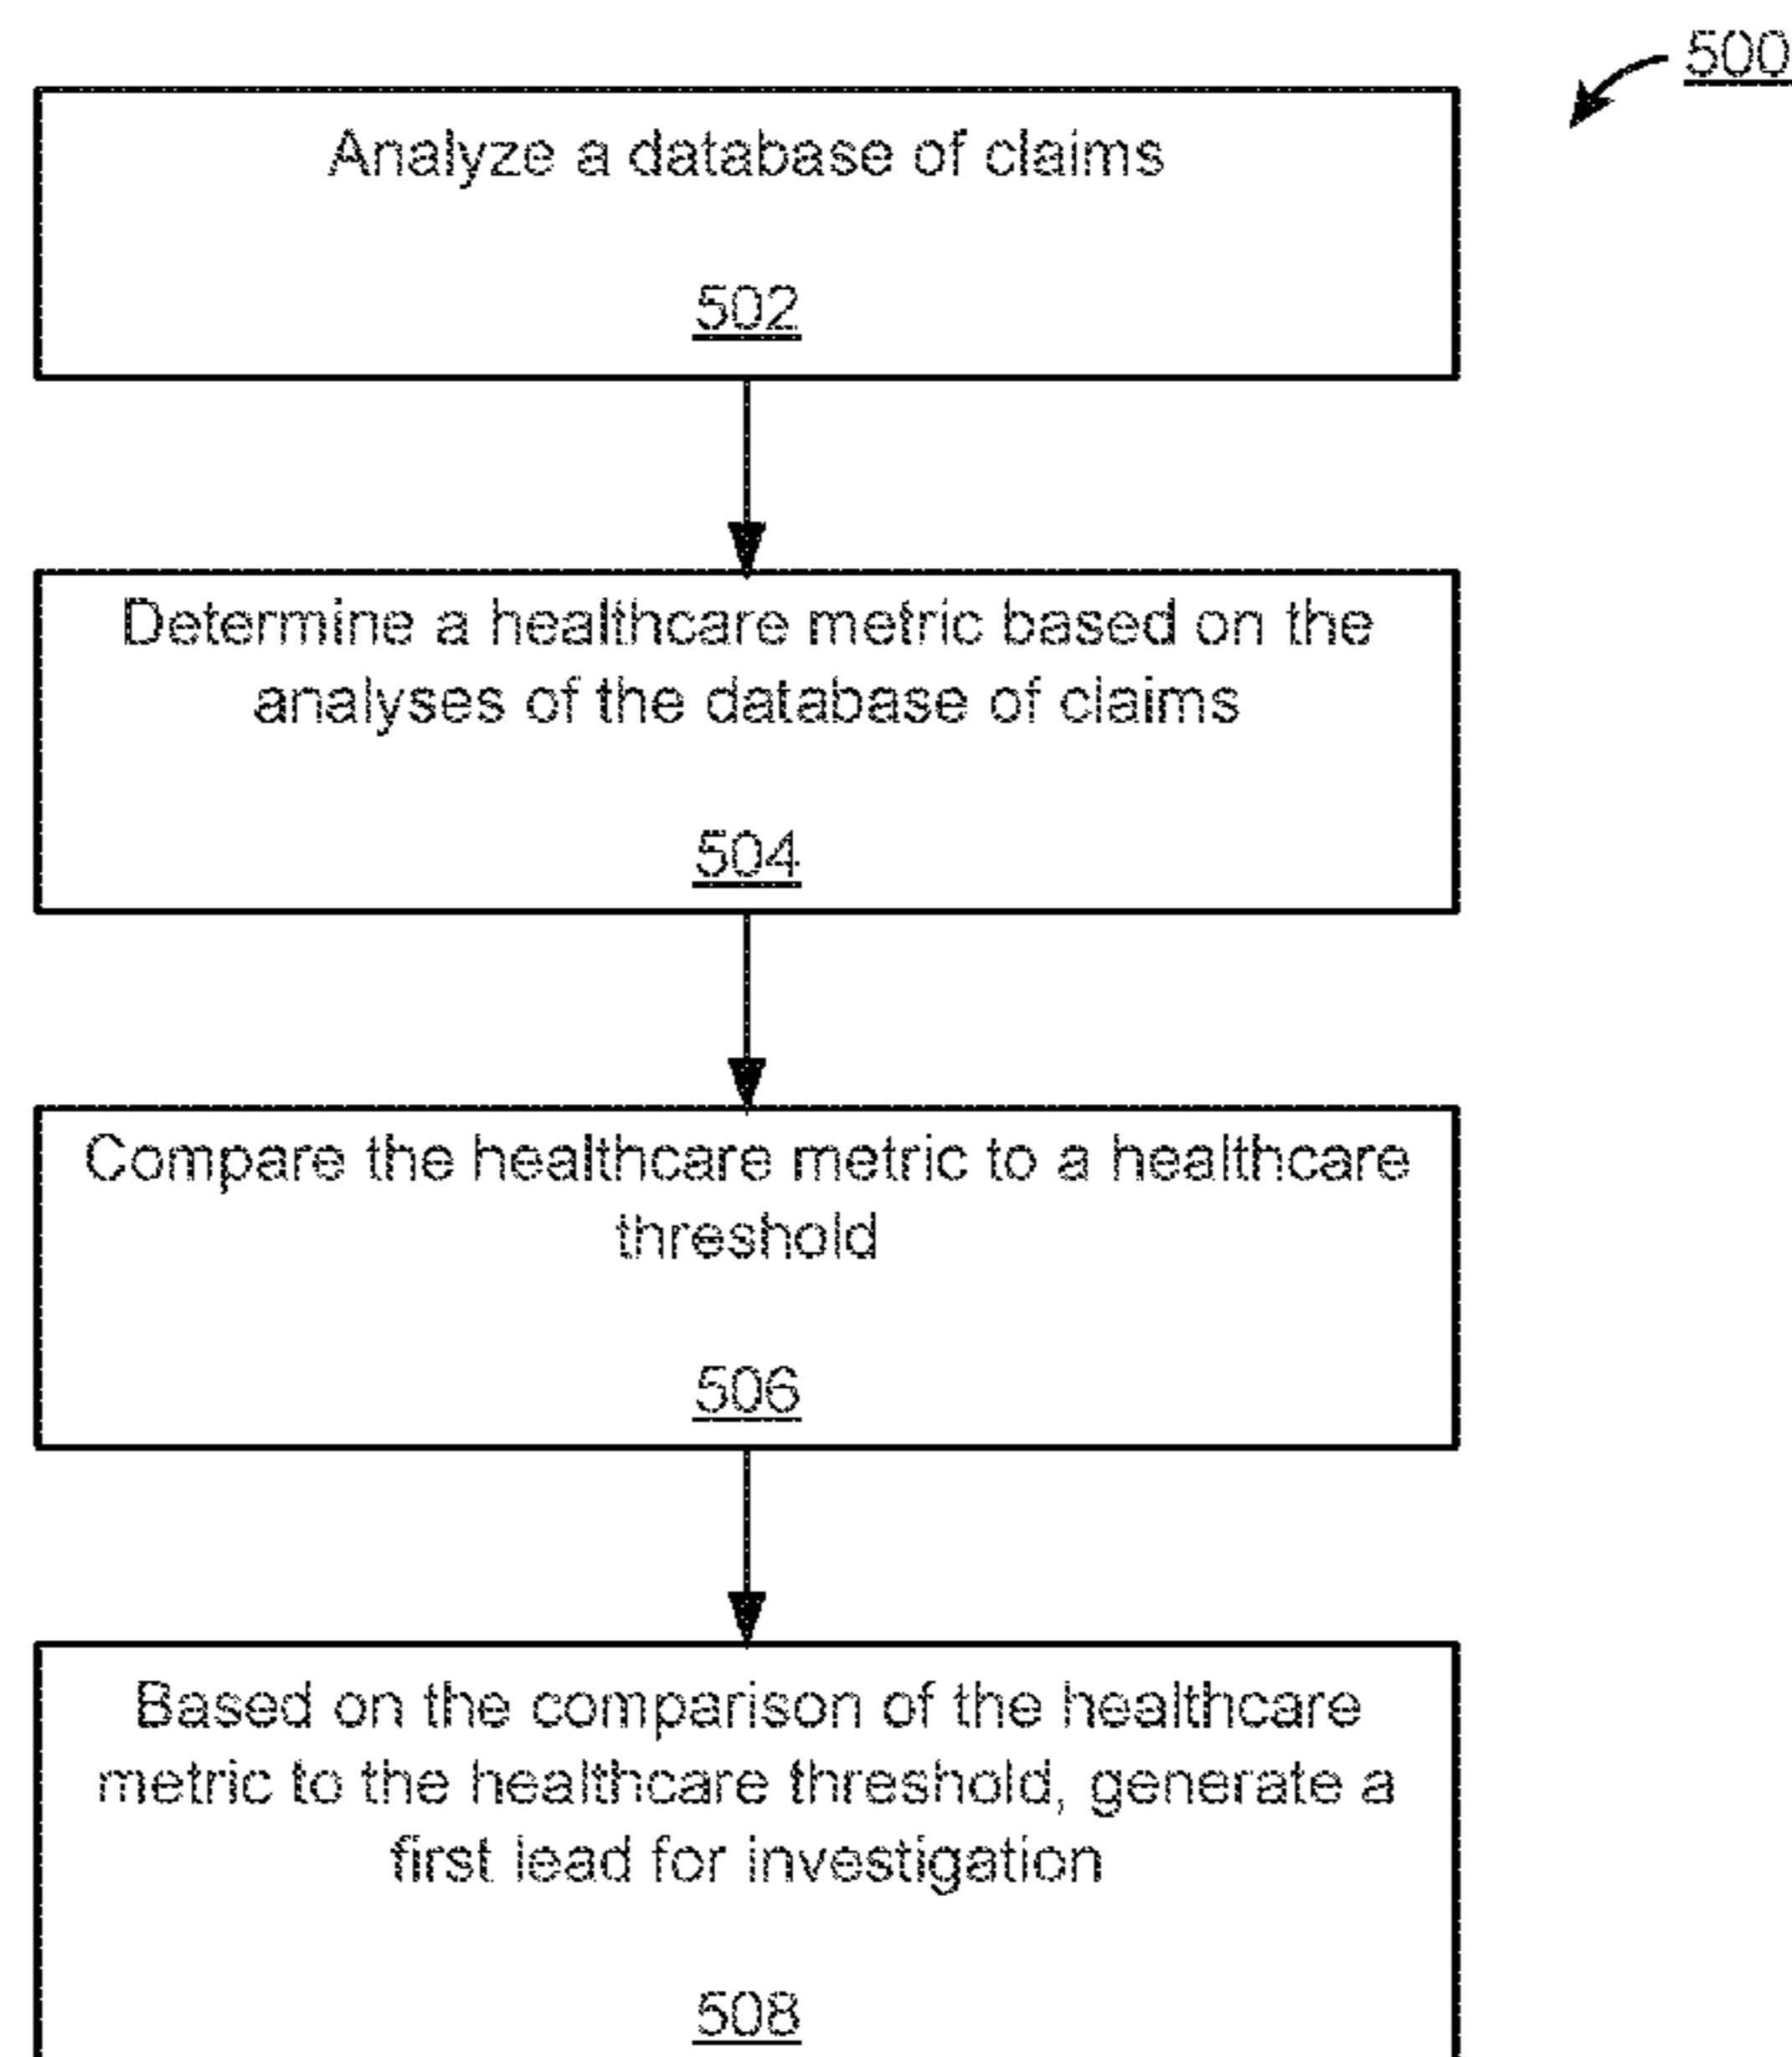 500
Analyze a database of claims
502
Determine a healthcare metric based on the
analyses of the database of claims
504
Compare the healthcare metric to a healthcare
threshold
506
Based on the comparison of the healthcare
metric to the healthcare threshold, generate a
first lead for investigation
508